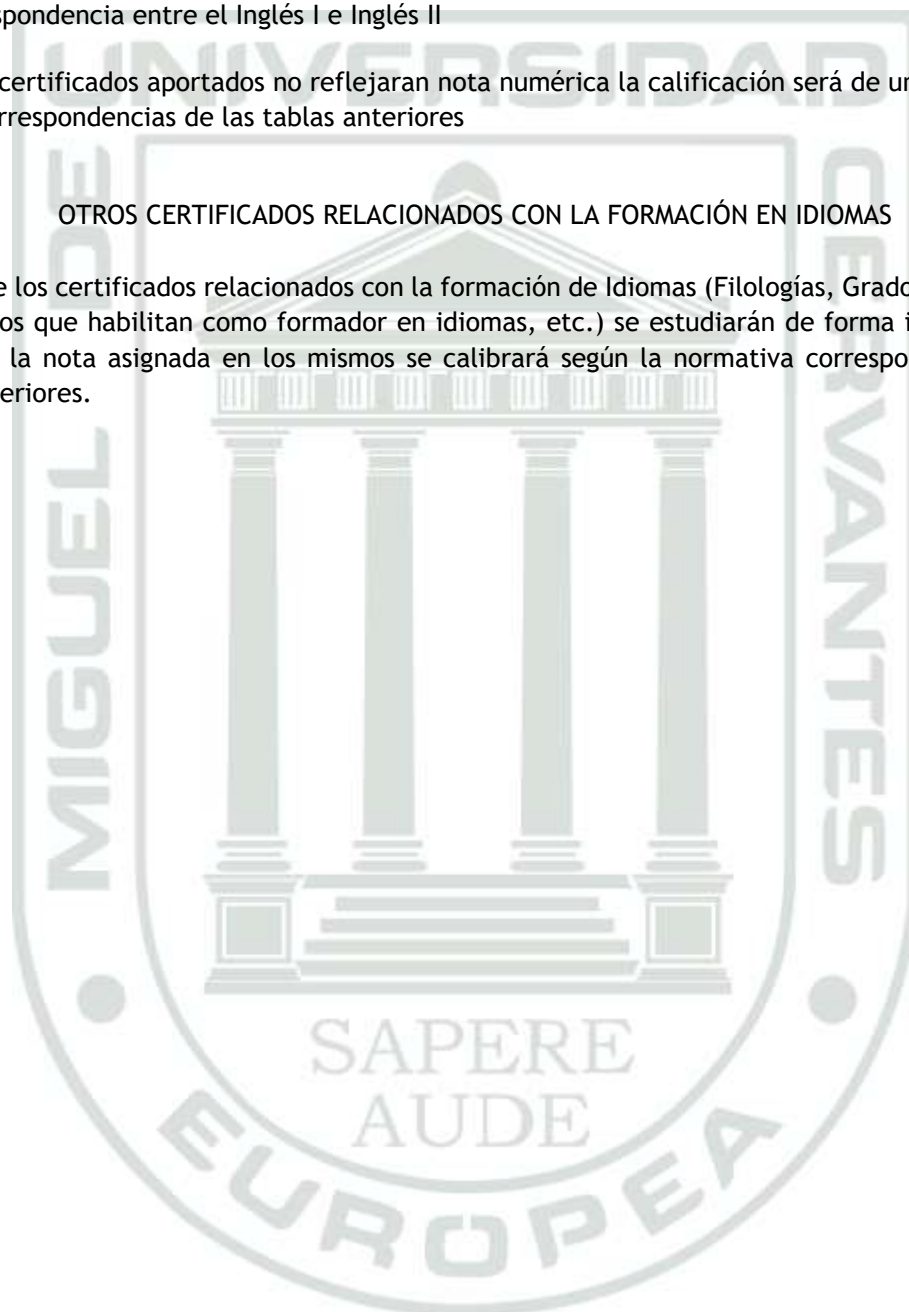 spondencia entre el Inglés I e Inglés II
certificados aportados no reflejaran nota numérica la calificación será de un
rrespondencias de las tablas anteriores
OTROS CERTIFICADOS RELACIONADOS CON LA FORMACIÓN EN IDIOMAS
e los certificados relacionados con la formación de Idiomas (Filologías, Grado
os que habilitan como formador en idiomas, etc.) se estudiarán de forma i
la nota asignada en los mismos se calibrará según la normativa correspo
eriores.
UNIVERSIDAD
EUROPEA
MIGUEL
DE
CERVANTES
SAPERE
AUDE